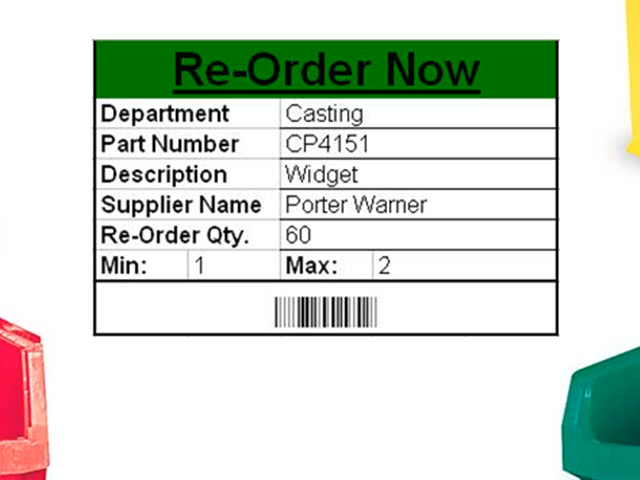 Re-Order Now
Department Casting
Part Number CP4151
Description Widget
Supplier Name Porter Warner
Re-Order Qty. 60
Min: 1 Max: 2